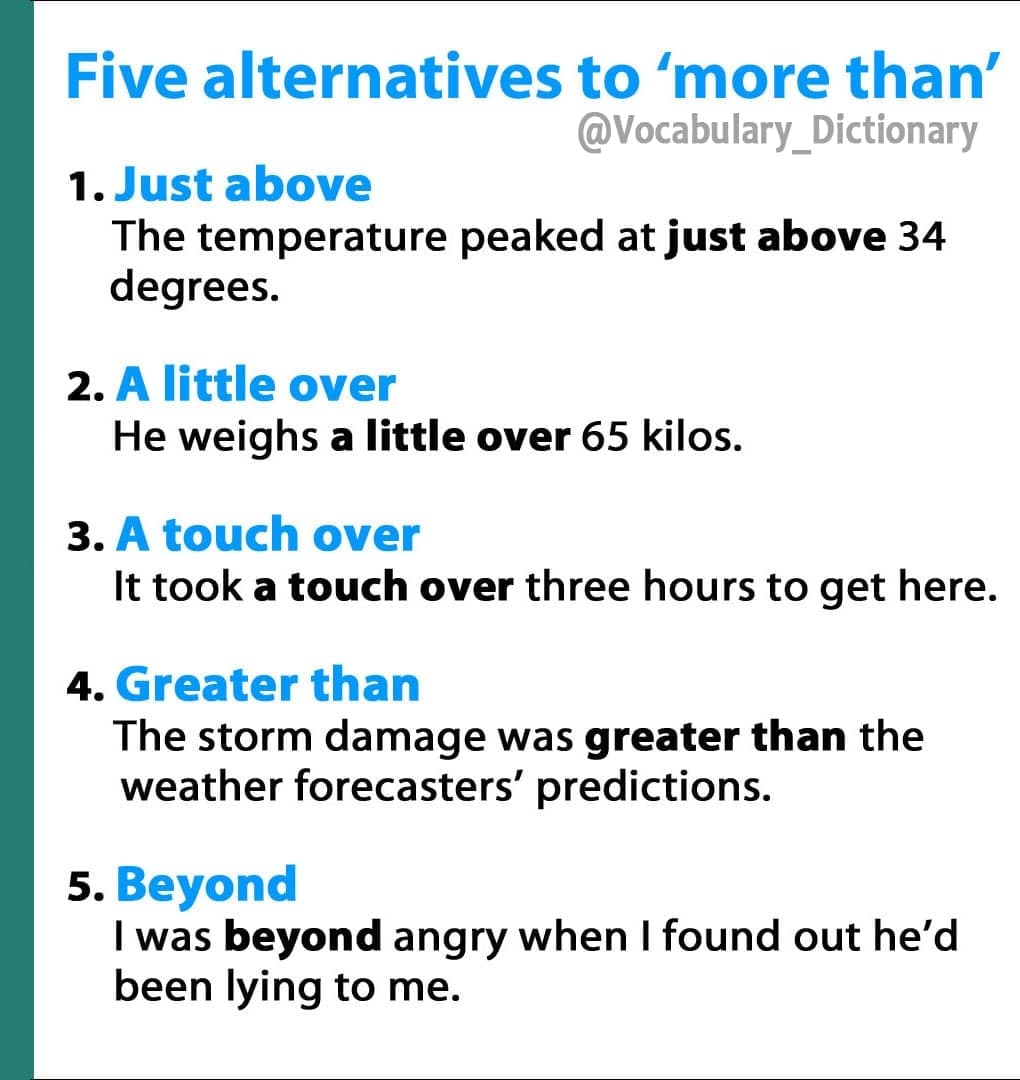 Five alternatives to ‘more than’
@Vocabulary_Dictionary
1. Just above
The temperature peaked at just above 34
degrees.
2. A little over
He weighs a little over 65 kilos.
3. A touch over
It took a touch over three hours to get here.
4. Greater than
The storm damage was greater than the
weather forecasters’ predictions.
5. Beyond
I was beyond angry when I found out he’d
been lying to me.